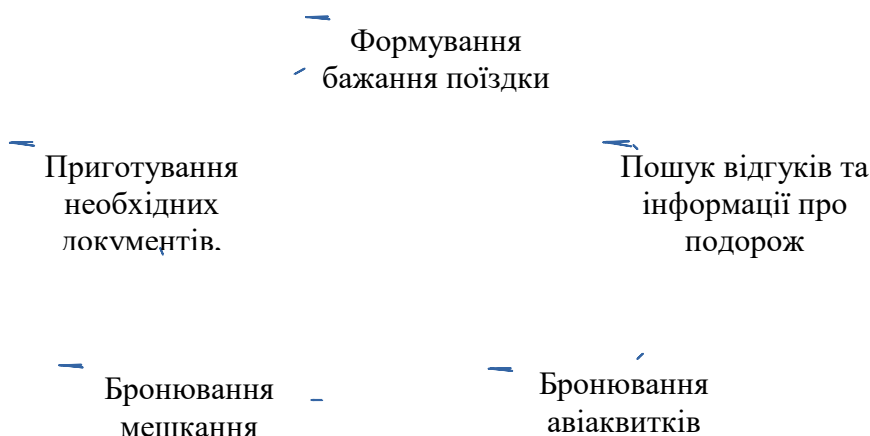 Формування
бажання поїздки
Приготування
необхідних
документів,
Пошук відгуків та
інформації про
подорож
Бронювання
мешкання
Бронювання
авіаквитків